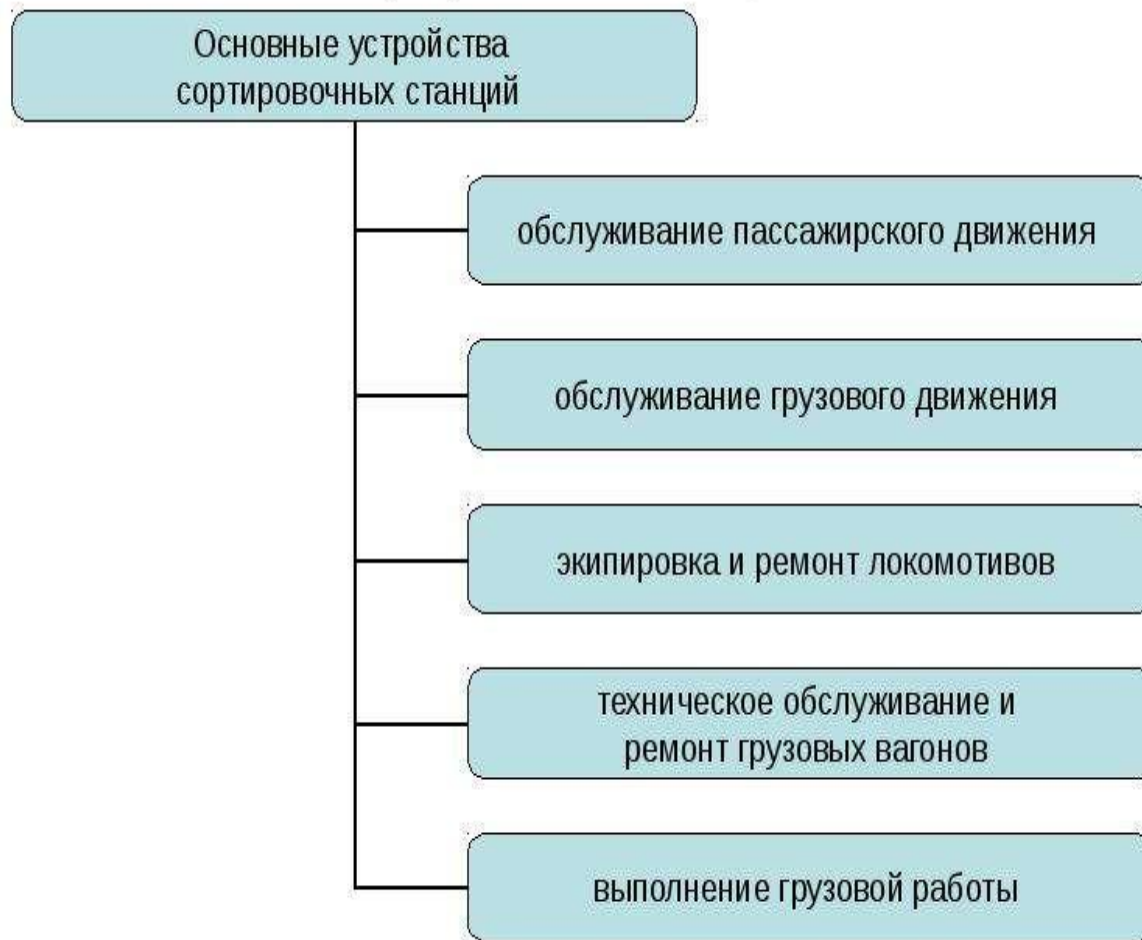 Основные устройства
сортировочных станций
обслуживание пассажирского движения
обслуживание грузового движения
экипировка и ремонт локомотивов
техническое обслуживание и
ремонт грузовых вагонов
выполнение грузовой работы